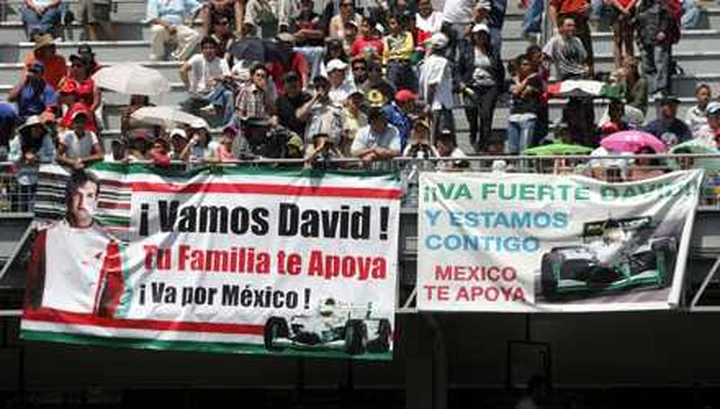 ¡Vamos David!
Tu Familia te Apoya
¡Va por México!
¡¡VA FUERTE DAVID!!
Y ESTAMOS
CONTIGO
MEXICO
TE APOYA